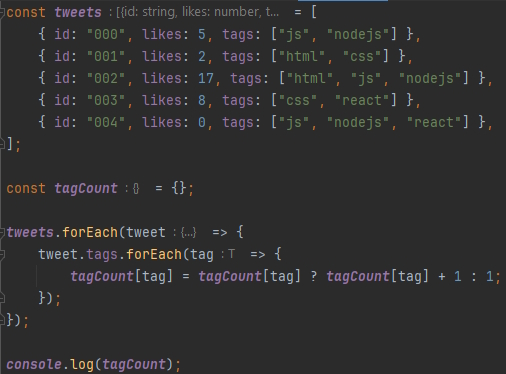 const tweets :[{id: string, likes: number, t... = [
{ id: "000", likes: 5, tags: ["js", "nodejs"] },
{ id: "001", likes: 2, tags: ["html", "css"] },
{ id: "002", likes: 17, tags: ["html", "js", "nodejs"] },
{ id: "003", likes: 8, tags: ["css", "react"] },
{ id: "004", likes: 0, tags: ["js", "nodejs", "react"] },
];
const tagCount :{} = {};
tweets.forEach(tweet :{...} => {
tweet.tags.forEach(tag :T => {
tagCount[tag] = tagCount[tag] ? tagCount[tag] + 1 : 1;
});
});
console.log(tagCount);